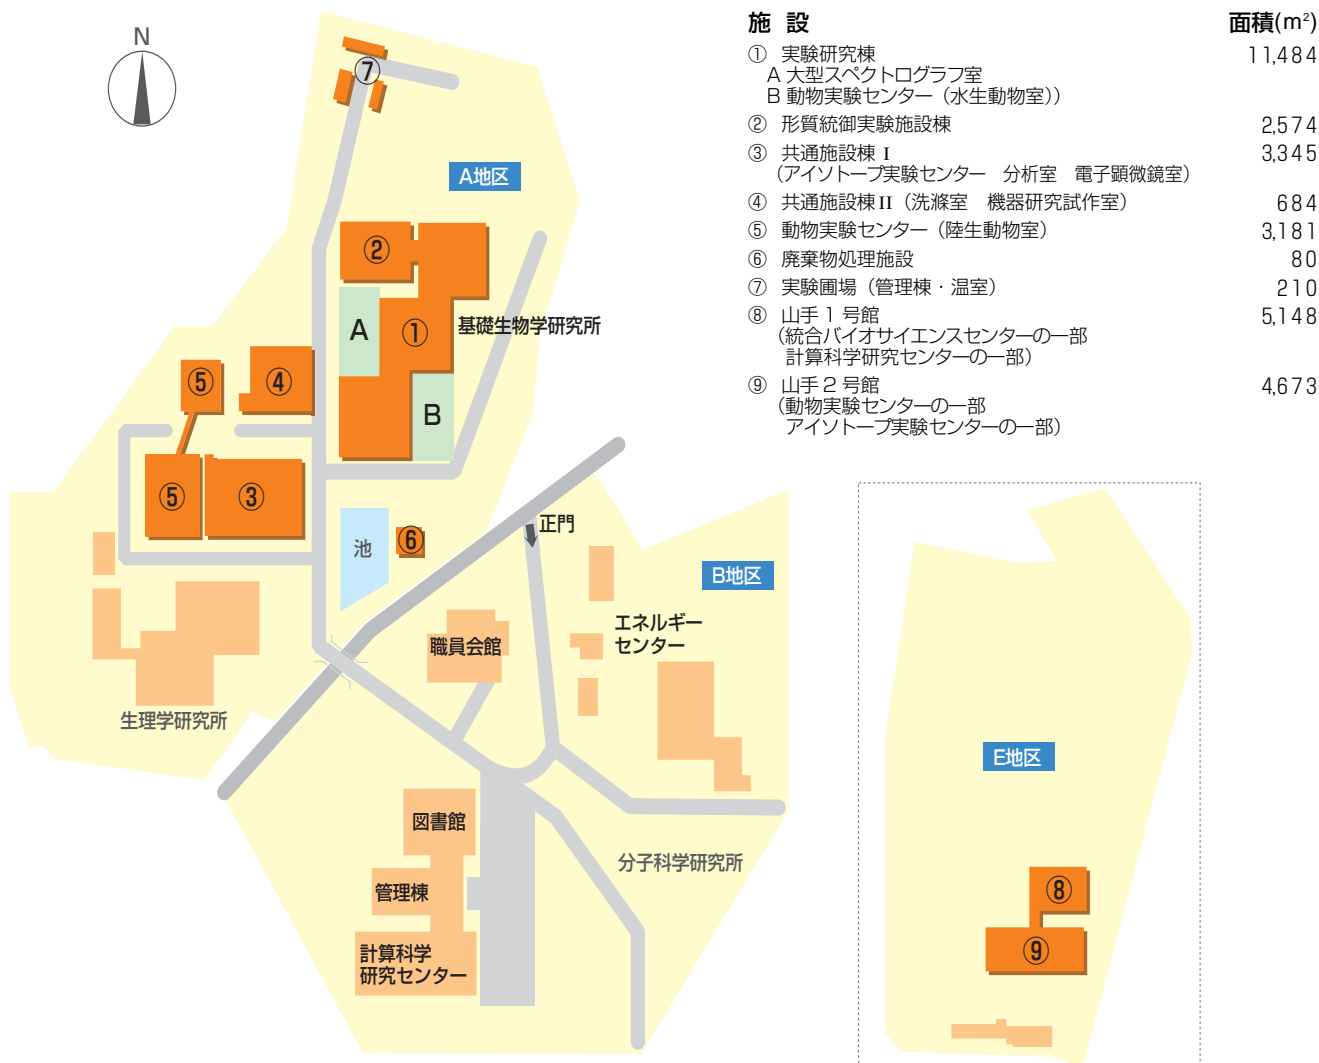 N
⑦
A地区
②
A
①
基礎生物学研究所
⑤
④
B
⑤
③
池
⑥
正門
B地区
エネルギー
センター
職員会館
生理学研究所
図書館
分子科学研究所
管理棟
計算科学
研究センター
施 設 面積(m²)
① 実験研究棟 11,484
A 大型スペクトログラフ室
B 動物実験センター（水生動物室））
② 形質統御実験施設棟 2,574
③ 共通施設棟 I 3,345
（アイソトープ実験センター　分析室　電子顕微鏡室）
④ 共通施設棟 II（洗滌室　機器研究試作室） 684
⑤ 動物実験センター（陸生動物室） 3,181
⑥ 廃棄物処理施設 80
⑦ 実験圃場（管理棟・温室） 210
⑧ 山手 1 号館 5,148
（統合バイオサイエンスセンターの一部
計算科学研究センターの一部）
⑨ 山手 2 号館 4,673
（動物実験センターの一部
アイソトープ実験センターの一部）
E地区
⑧
⑨